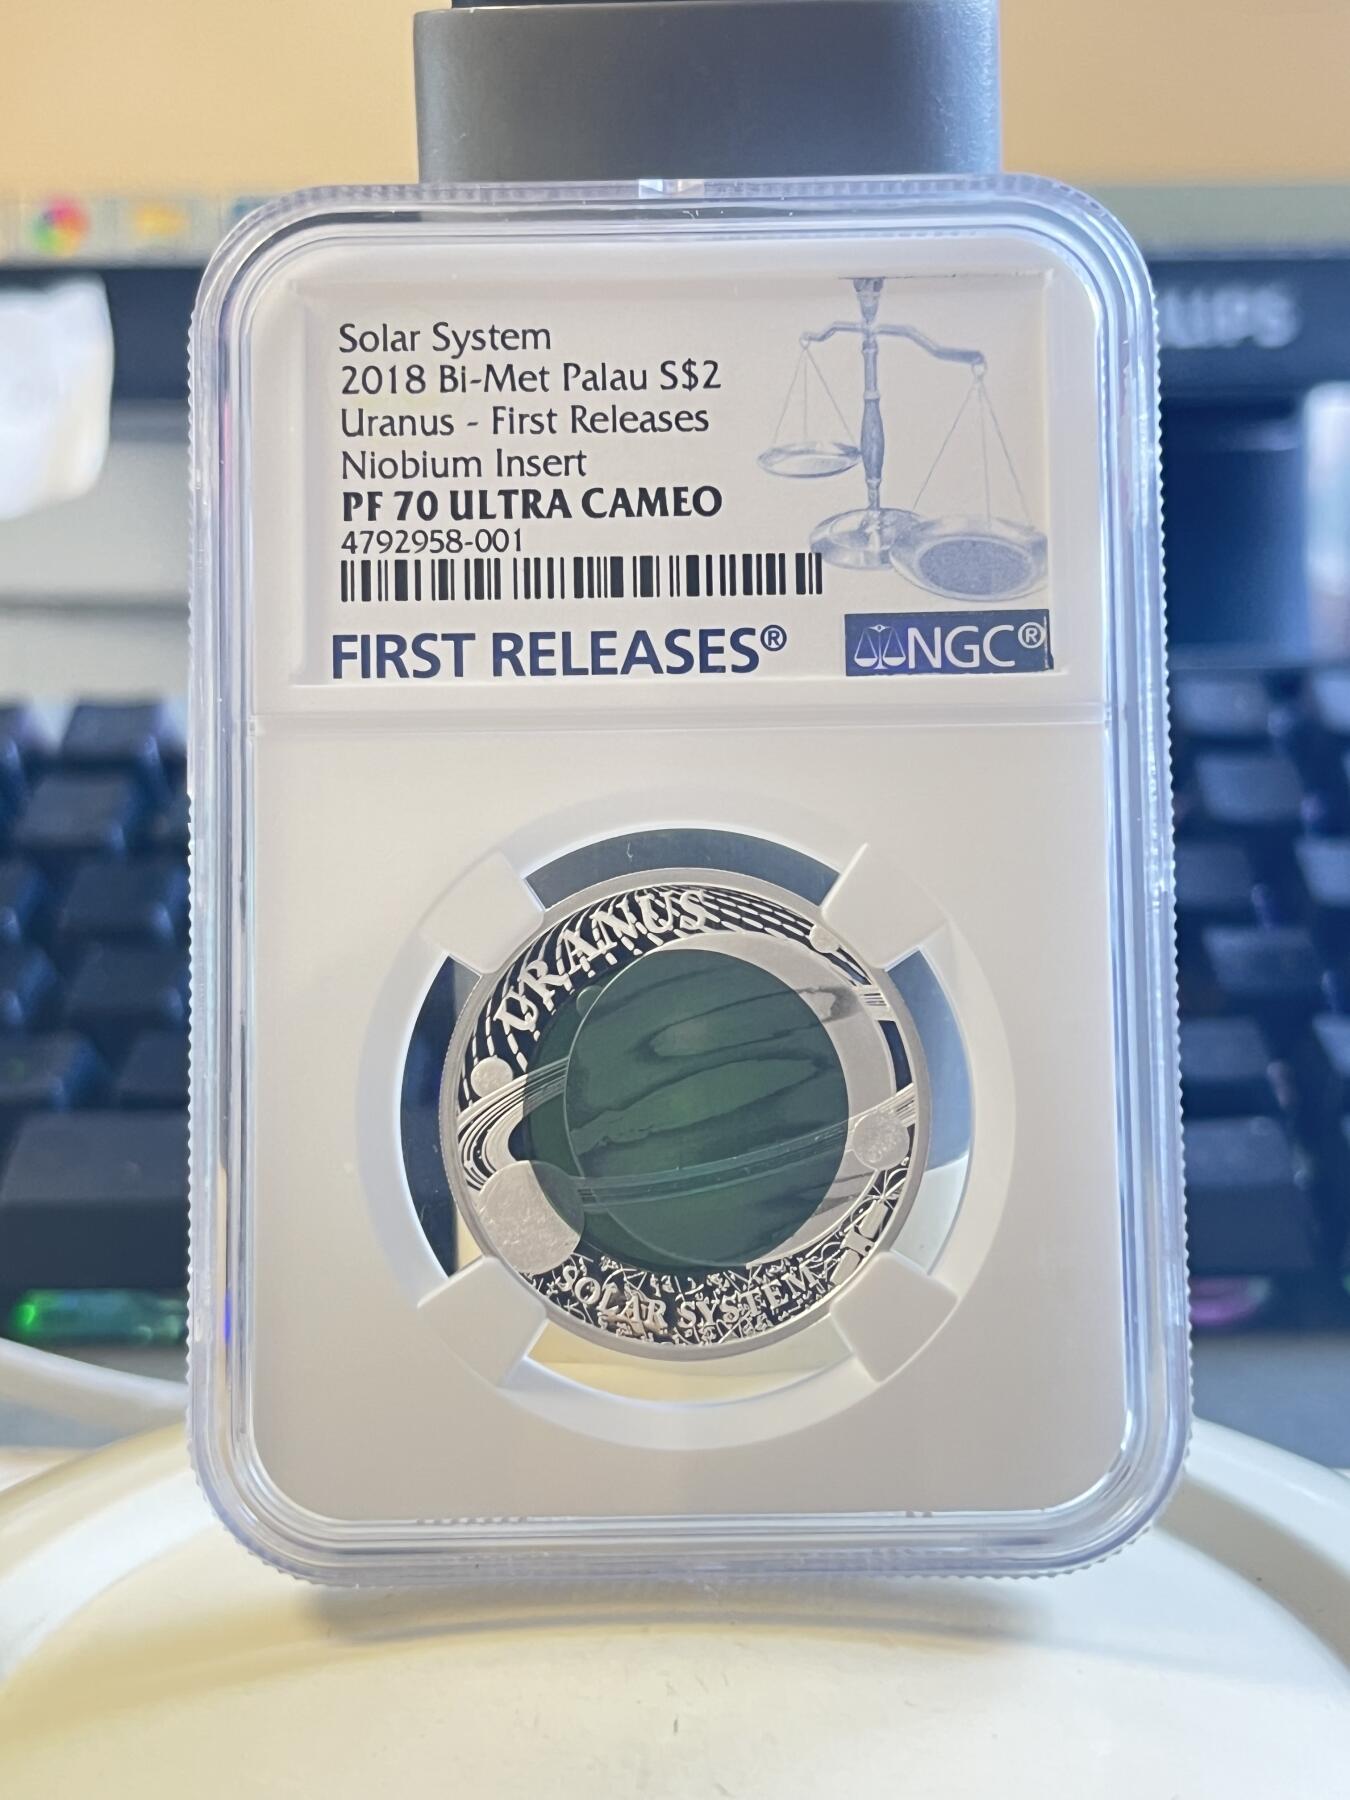 Solar System
2018 Bi-Met Palau S$2
Uranus - First Releases
Niobium Insert
PF 70 ULTRA CAMEO
4792958-001
FIRST RELEASES®
NGC®
URANUS
SOLAR SYSTEM